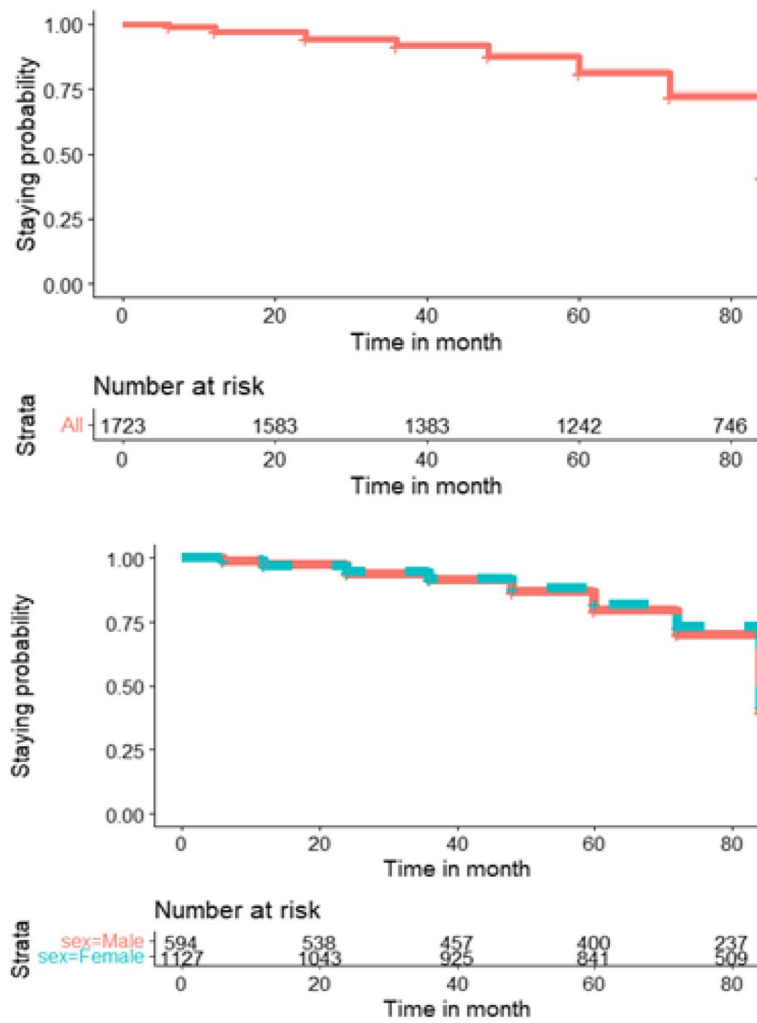 1.00
0.75
0.50
0.25
0.00
Staying probability
0 20 40 60 80
Time in month
Number at risk
Strata
All 1723 1583 1383 1242 746
0 20 40 60 80
Time in month
1.00
0.75
0.50
0.25
0.00
Staying probability
0 20 40 60 80
Time in month
Number at risk
Strata
sex=Male 594 538 457 400 237
sex=Female 1127 1043 925 841 509
0 20 40 60 80
Time in month